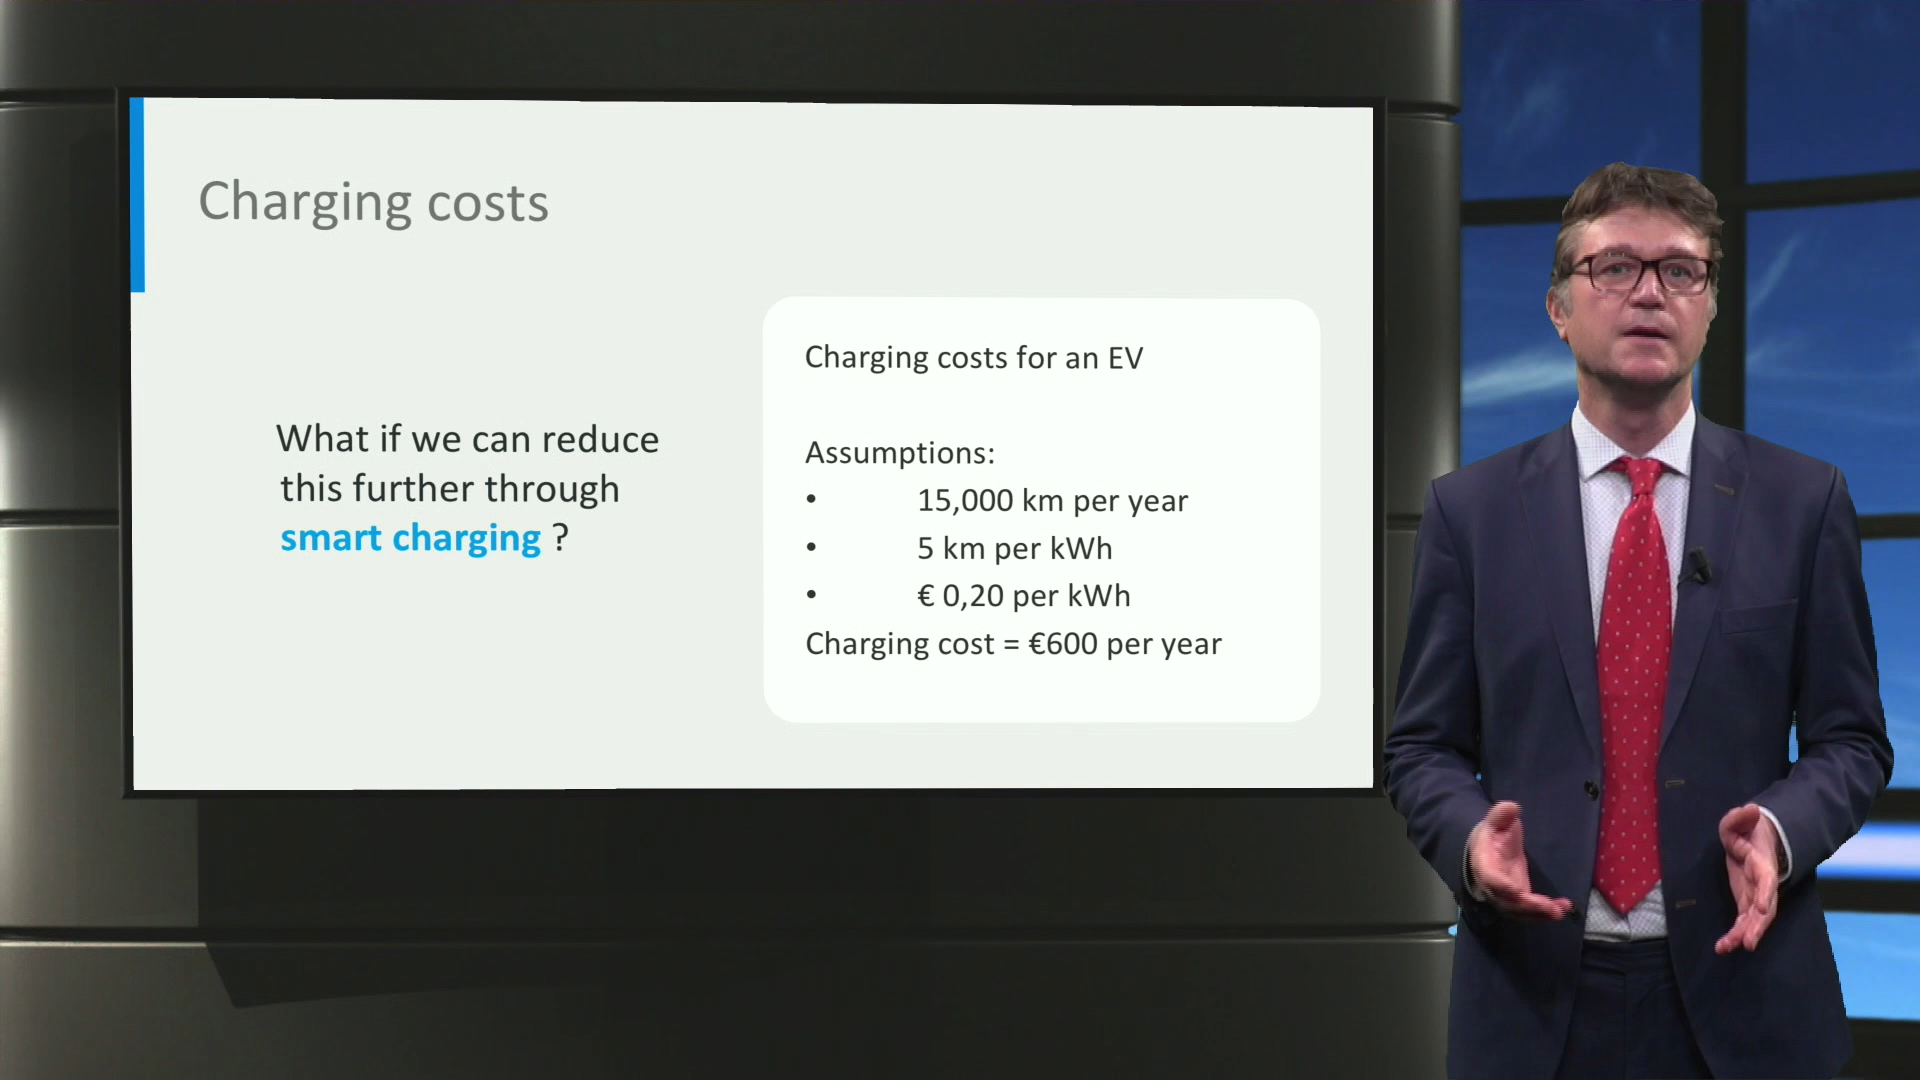 Charging costs
What if we can reduce
this further through
smart charging ?
Charging costs for an EV
Assumptions:
• 15,000 km per year
• 5 km per kWh
• € 0,20 per kWh
Charging cost = €600 per year